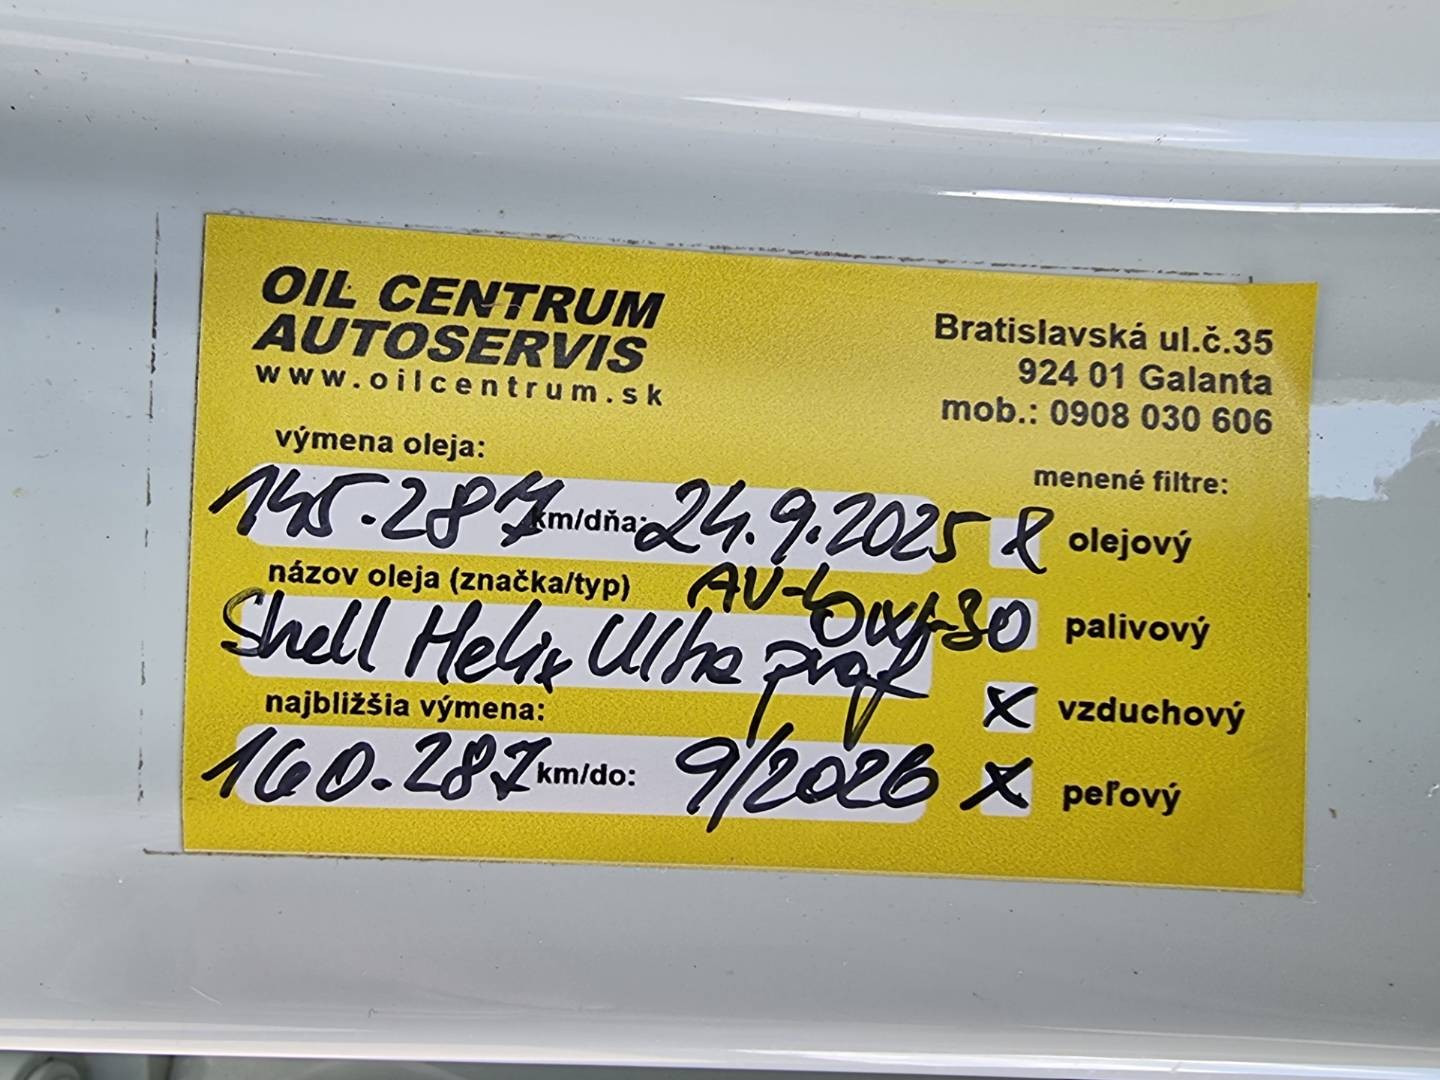 OIL CENTRUM
AUTOSERVIS
www.oilcentrum.sk
Bratislavská ul.č.35
924 01 Galanta
mob.: 0908 030 606
výmena oleja:
menené filtre:
145.287 km/dňa: 24.9.2025 X olejový
názov oleja (značka/typ) AV-L 0W-30 palivový
Shell Helix Ultra prof
X vzduchový
najbližšia výmena:
160.287 km/do: 9/2026 X peľový